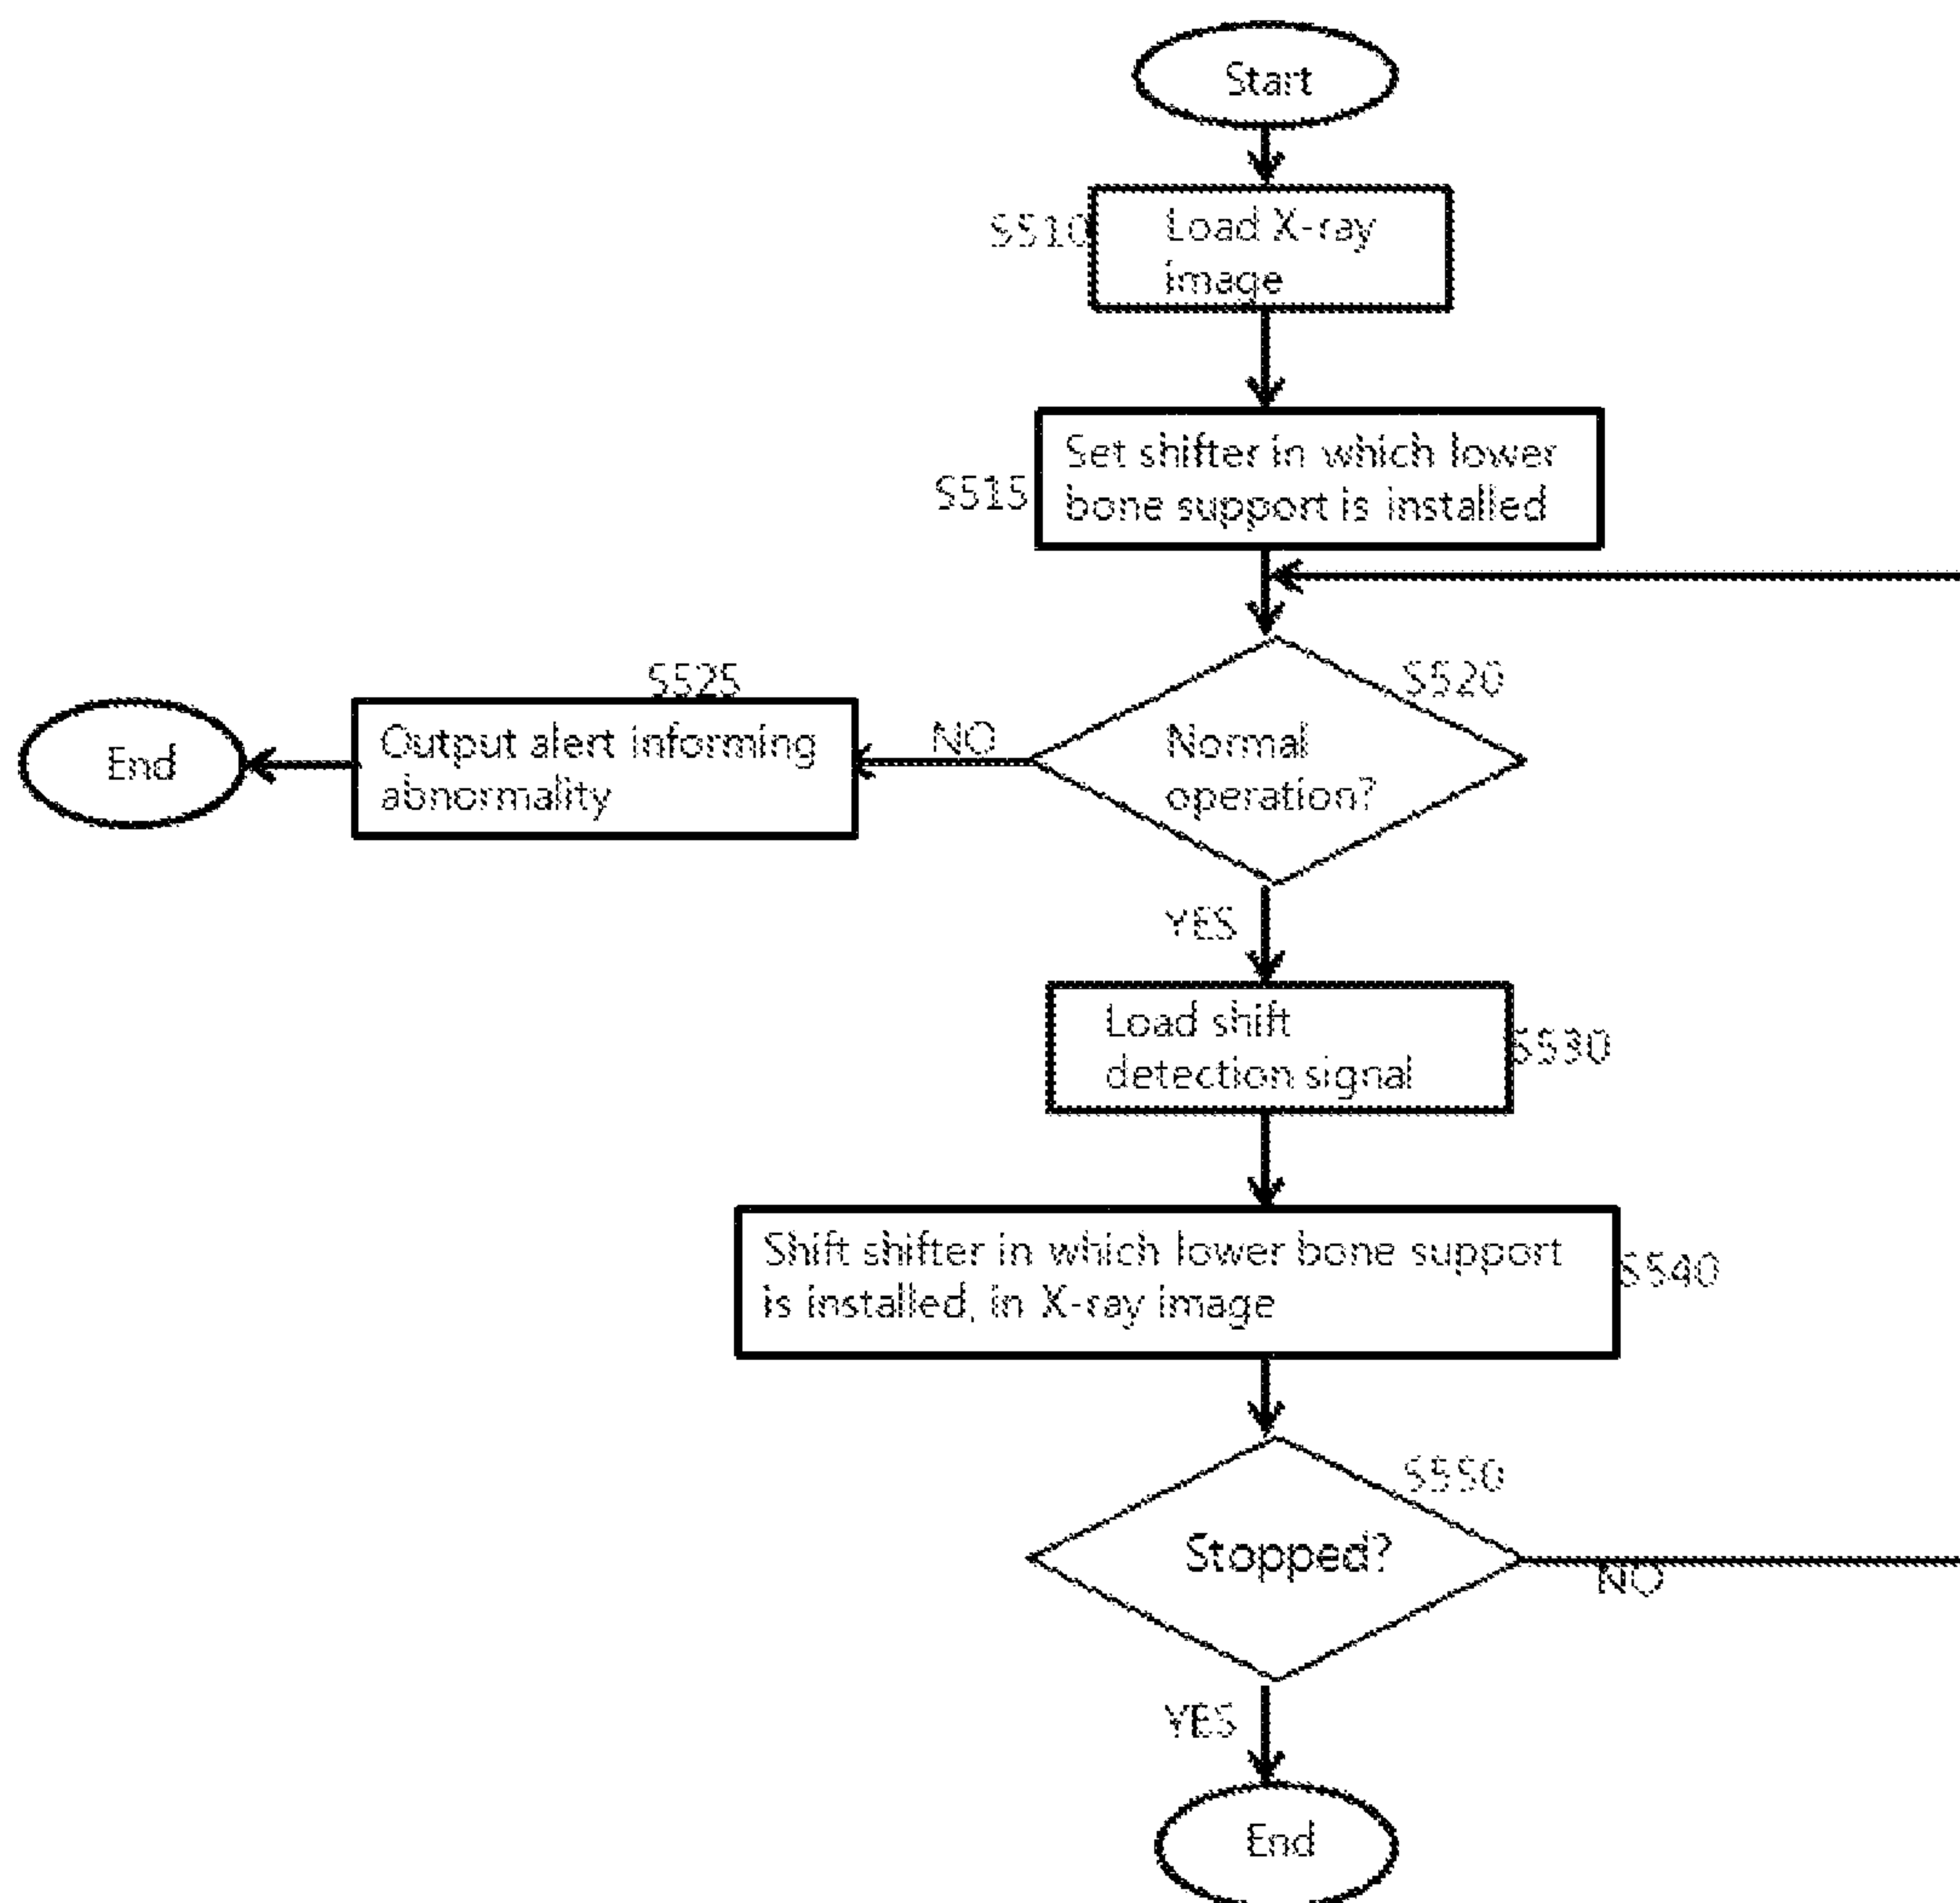 Start
S510
Load X-ray
image
S515
Set shifter in which lower
bone support is installed
S520
Normal
operation?
NO
S525
Output alert informing
abnormality
End
YES
Load shift
detection signal
S530
Shift shifter in which lower bone support
is installed, in X-ray image
S540
S550
Stopped?
NO
YES
End